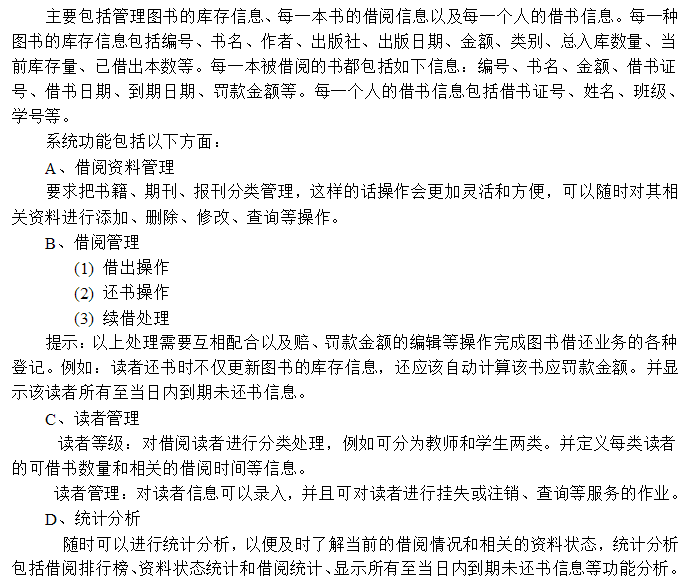 主要包括管理图书的库存信息、每一本书的借阅信息以及每一个人的借书信息。每一种
图书的库存信息包括编号、书名、作者、出版社、出版日期、金额、类别、总入库数量、当
前库存量、已借出本数等。每一本被借阅的书都包括如下信息：编号、书名、金额、借书证
号、借书日期、到期日期、罚款金额等。每一个人的借书信息包括借书证号、姓名、班级、
学号等。
系统功能包括以下方面：
A、借阅资料管理
要求把书籍、期刊、报刊分类管理，这样的话操作会更加灵活和方便，可以随时对其相
关资料进行添加、删除、修改、查询等操作。
B、借阅管理
(1) 借出操作
(2) 还书操作
(3) 续借处理
提示：以上处理需要互相配合以及赔、罚款金额的编辑等操作完成图书借还业务的各种
登记。例如：读者还书时不仅更新图书的库存信息，还应该自动计算该书应罚款金额。并显
示该读者所有至当日内到期未还书信息。
C、读者管理
读者等级：对借阅读者进行分类处理，例如可分为教师和学生两类。并定义每类读者
的可借书数量和相关的借阅时间等信息。
读者管理：对读者信息可以录入，并且可对读者进行挂失或注销、查询等服务的作业。
D、统计分析
随时可以进行统计分析，以便及时了解当前的借阅情况和相关的资料状态，统计分析
包括借阅排行榜、资料状态统计和借阅统计、显示所有至当日内到期未还书信息等功能分析。